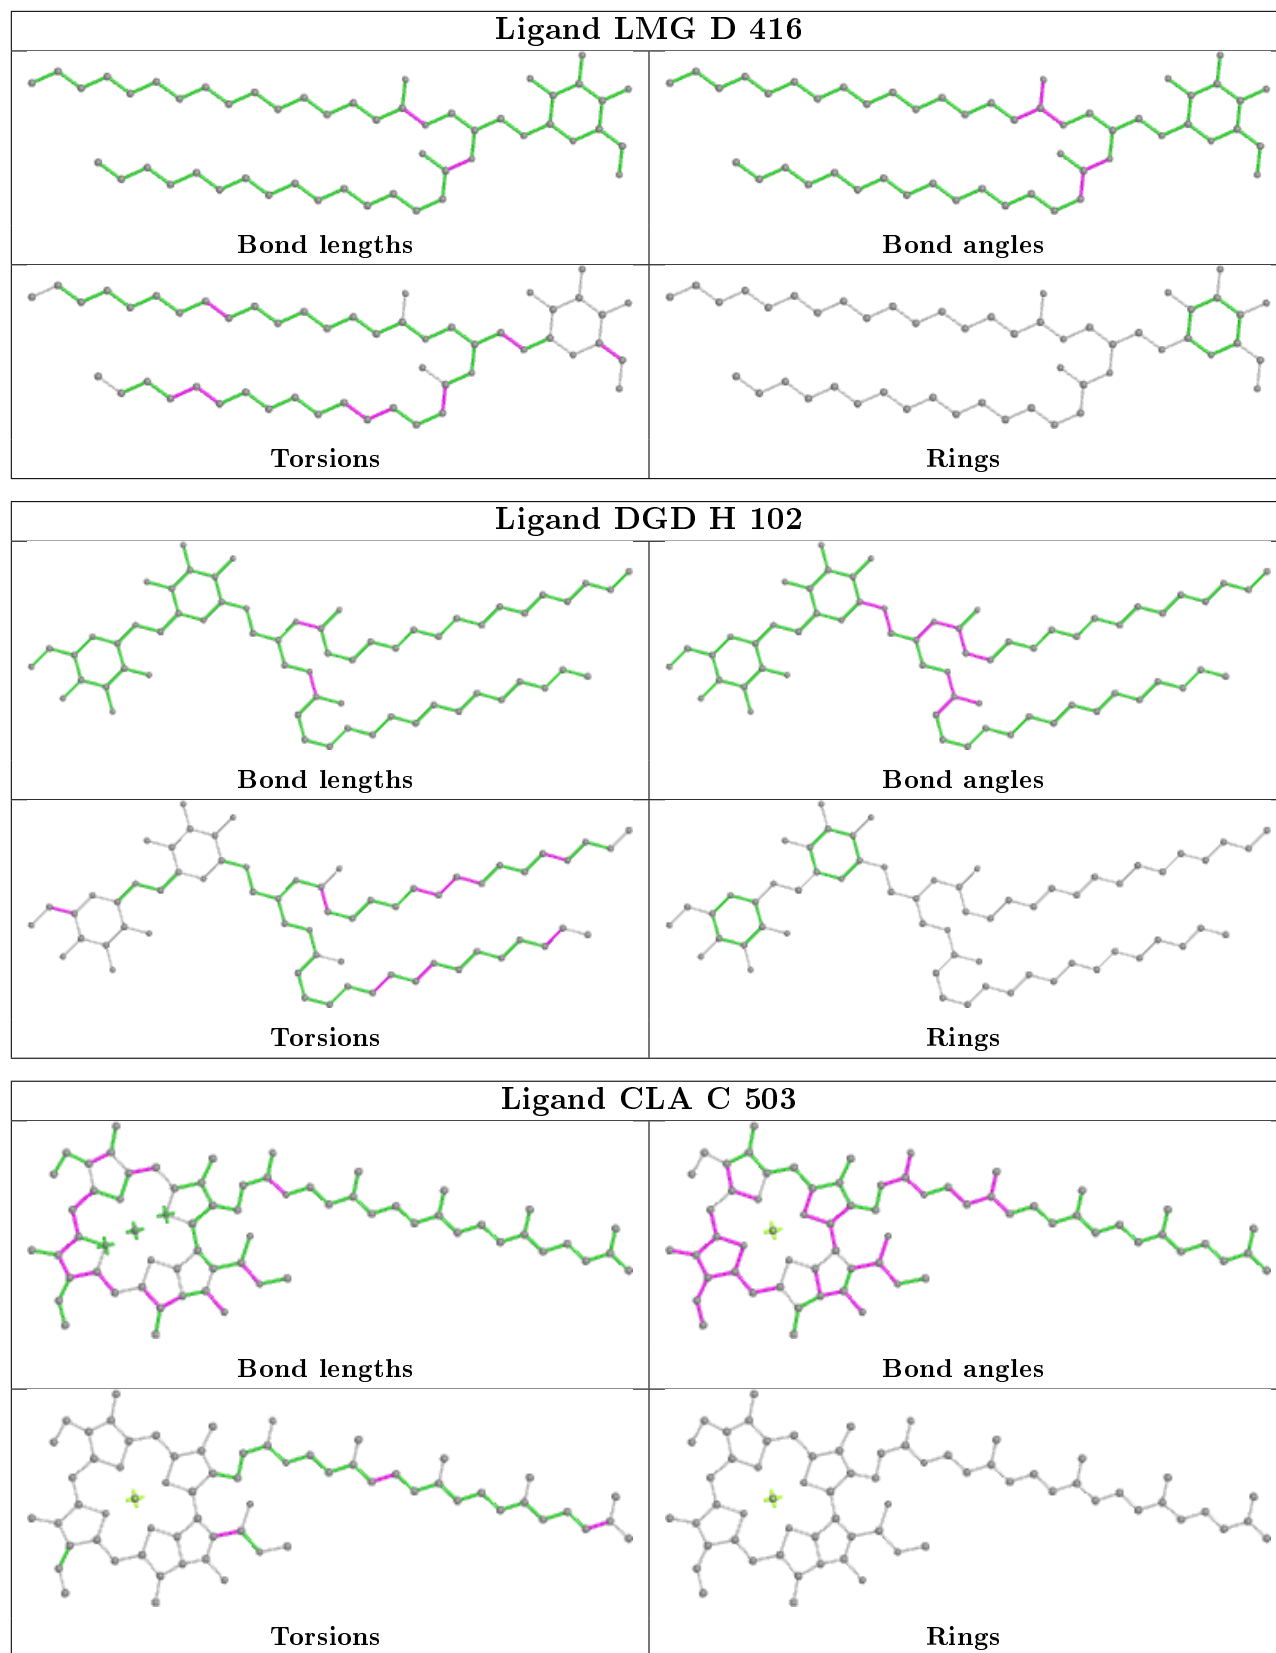 Ligand LMG D 416
Bond lengths
Bond angles
Torsions
Rings
Ligand DGD H 102
Bond lengths
Bond angles
Torsions
Rings
Ligand CLA C 503
Bond lengths
Bond angles
Torsions
Rings